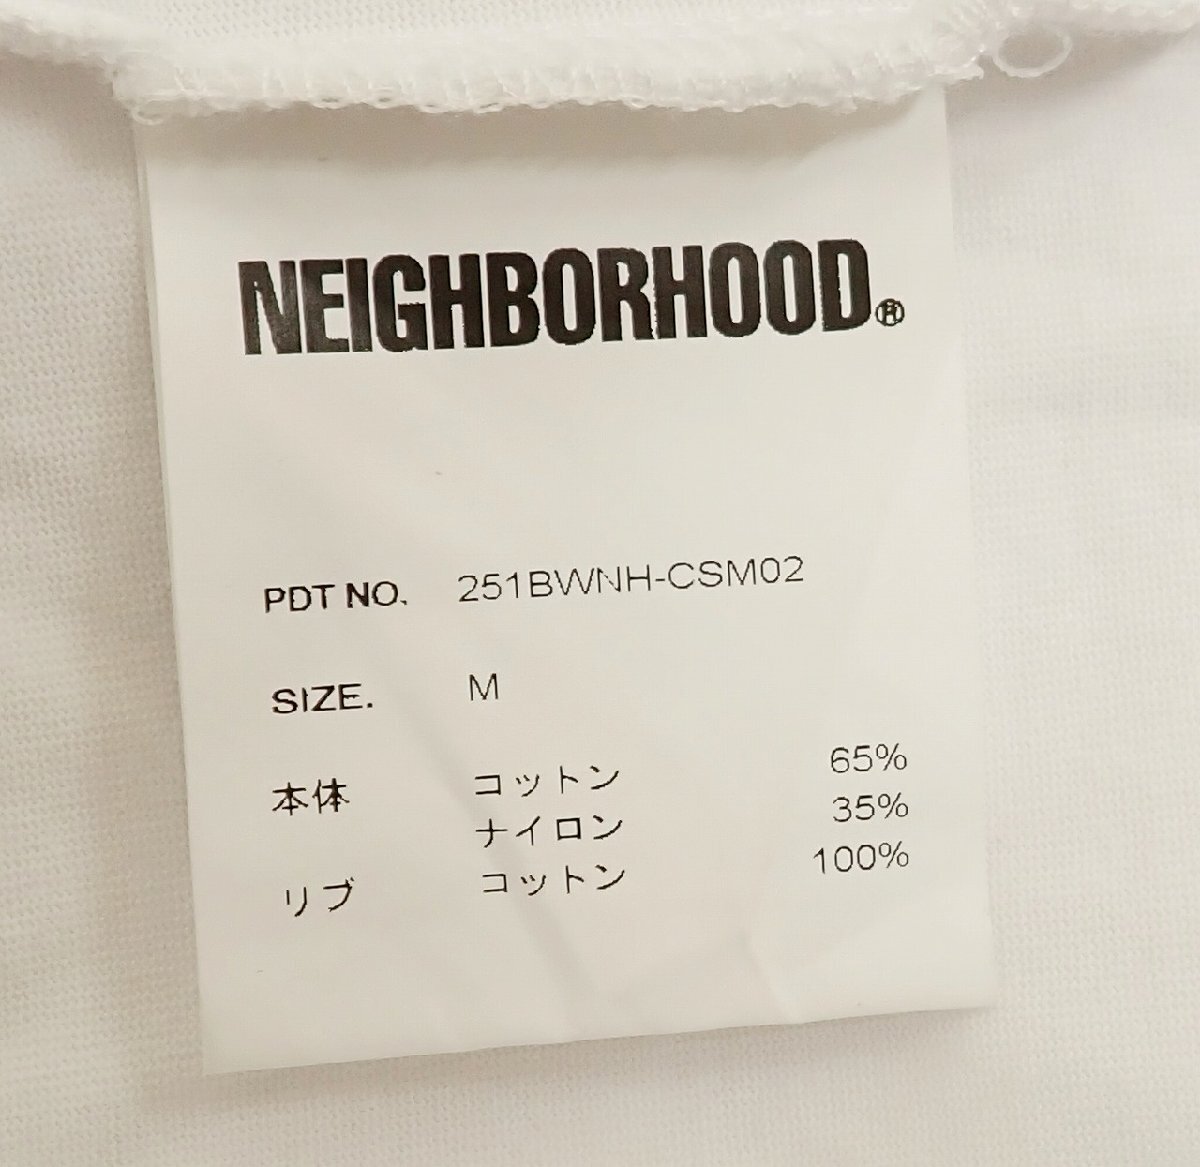 NEIGHBORHOOD®
PDT NO. 251BWNH-CSM02
SIZE. M
本体 コットン 65%
ナイロン 35%
リブ コットン 100%